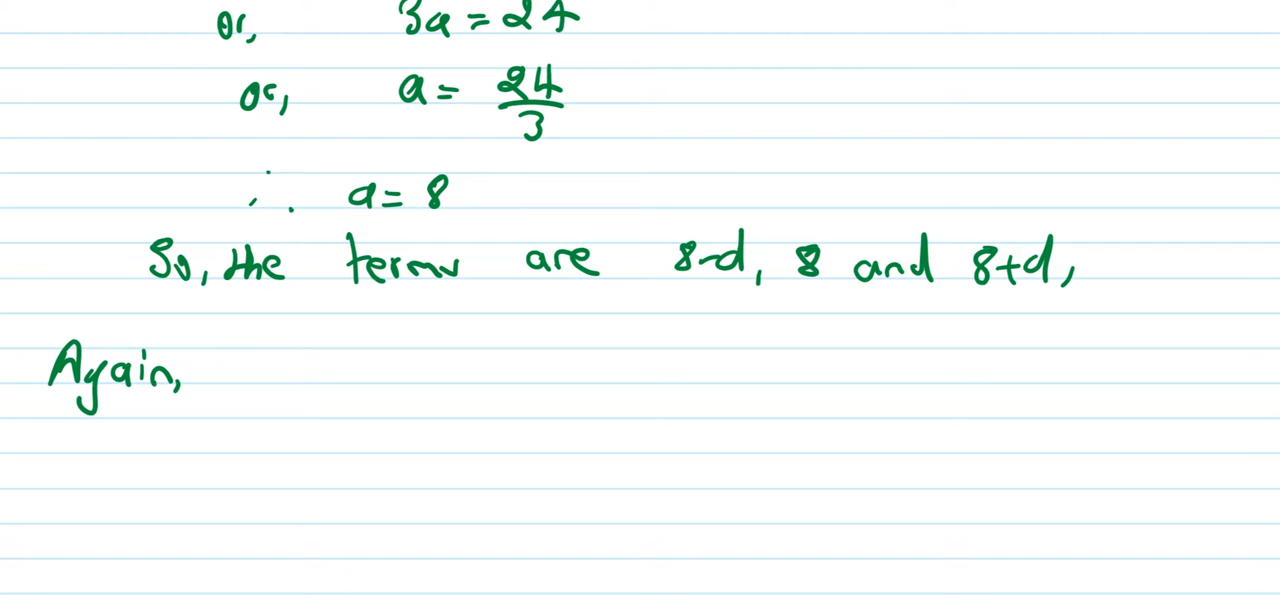 or, 3a = 24
or, a = 24/3
∴ a = 8
So, the terms are 8-d, 8 and 8+d,
Again,